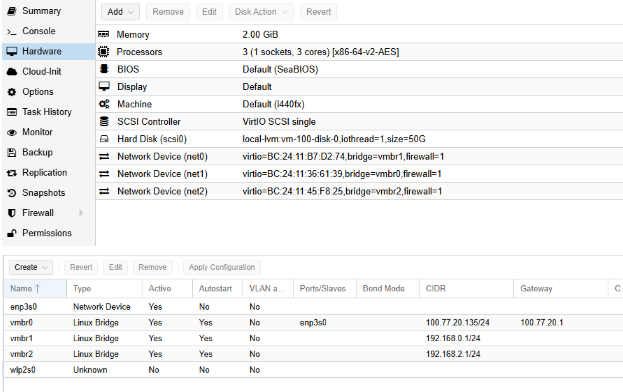 Summary
Console
Hardware
Cloud-Init
Options
Task History
Monitor
Backup
Replication
Snapshots
Firewall
Permissions
Add Remove Edit Disk Action Revert
Memory 2.00 GiB
Processors 3 (1 sockets, 3 cores) [x86-64-v2-AES]
BIOS Default (SeaBIOS)
Display Default
Machine Default (i440fx)
SCSI Controller VirtIO SCSI single
Hard Disk (scsi0) local-lvm:vm-100-disk-0,iothread=1,size=50G
Network Device (net0) virtio=BC:24:11:B7:D2:74,bridge=vmbr1,firewall=1
Network Device (net1) virtio=BC:24:11:36:61:39,bridge=vmbr0,firewall=1
Network Device (net2) virtio=BC:24:11:45:F8:25,bridge=vmbr2,firewall=1
Create Revert Edit Remove Apply Configuration
Name Type Active Autostart VLAN a... Ports/Slaves Bond Mode CIDR Gateway C...
enp3s0 Network Device Yes No No
vmbr0 Linux Bridge Yes Yes No enp3s0 100.77.20.135/24 100.77.20.1
vmbr1 Linux Bridge Yes Yes No 192.168.0.1/24
vmbr2 Linux Bridge Yes Yes No 192.168.2.1/24
wlp2s0 Unknown No No No